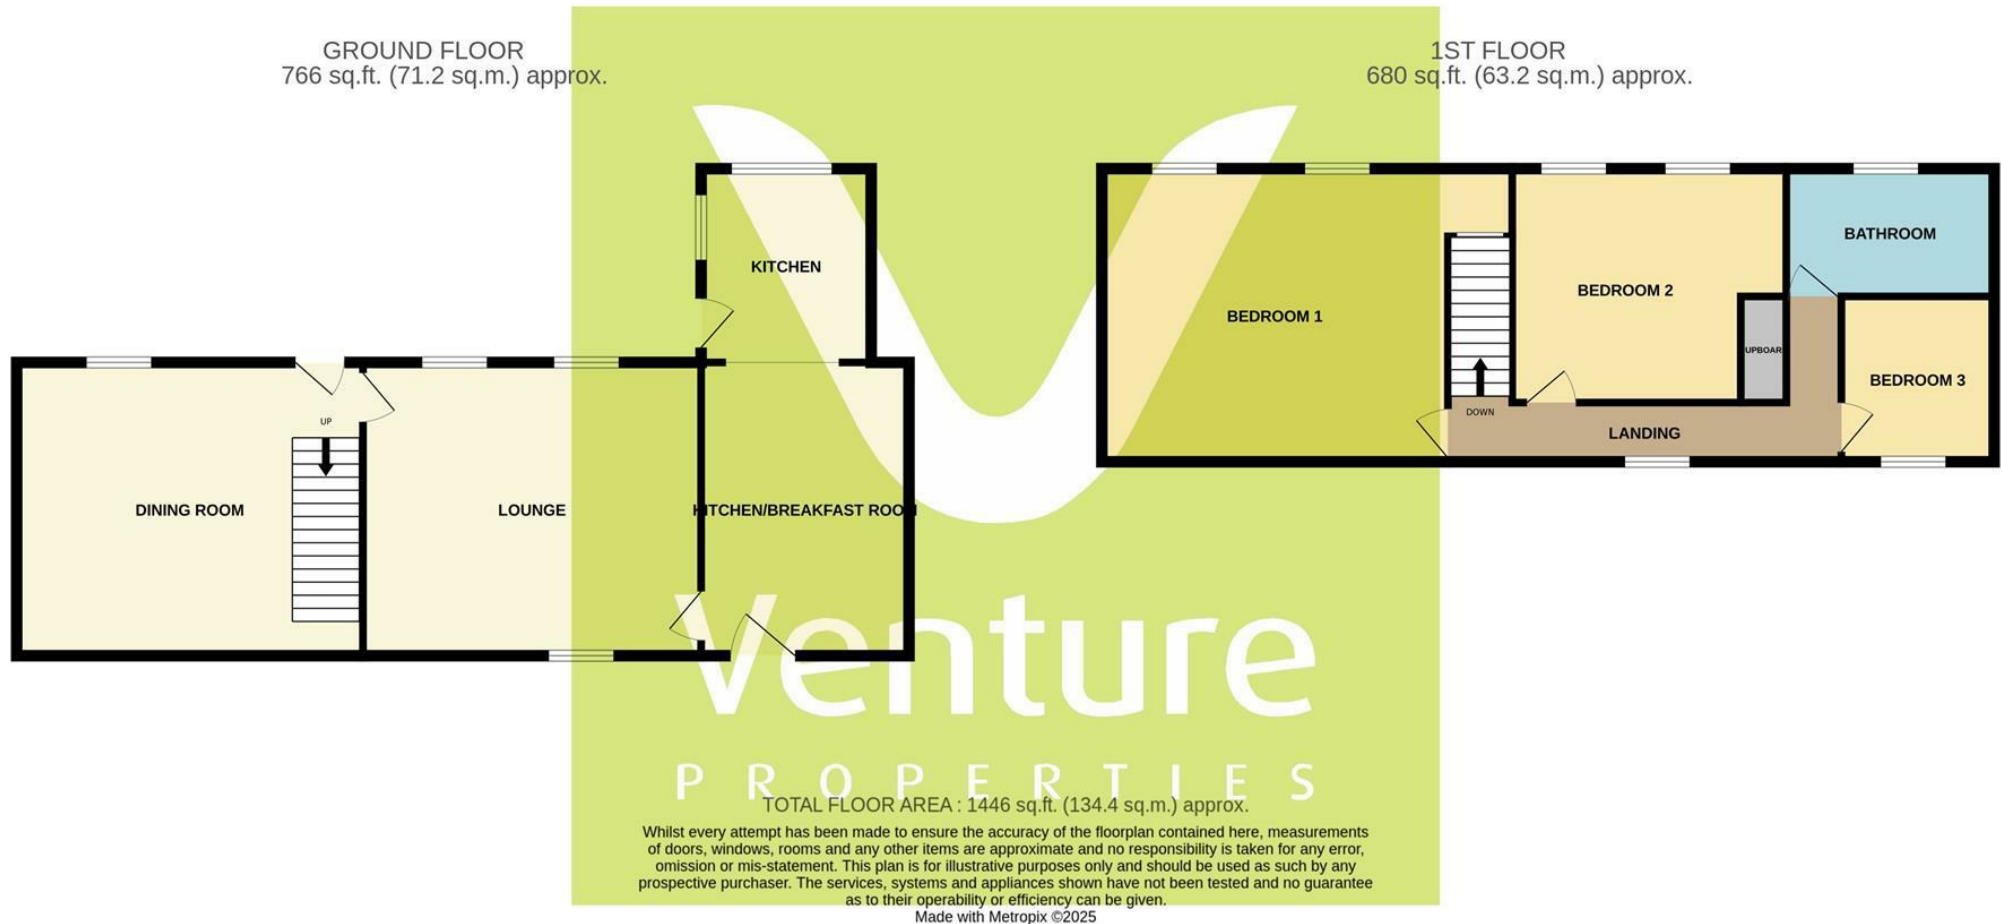 GROUND FLOOR
766 sq.ft. (71.2 sq.m.) approx.
1ST FLOOR
680 sq.ft. (63.2 sq.m.) approx.
KITCHEN
DINING ROOM
UP
LOUNGE
KITCHEN/BREAKFAST ROOM
BEDROOM 1
DOWN
BEDROOM 2
UPBOAR
BATHROOM
BEDROOM 3
LANDING
Venture
PROPERTIES
TOTAL FLOOR AREA : 1446 sq.ft. (134.4 sq.m.) approx.
Whilst every attempt has been made to ensure the accuracy of the floorplan contained here, measurements
of doors, windows, rooms and any other items are approximate and no responsibility is taken for any error,
omission or mis-statement. This plan is for illustrative purposes only and should be used as such by any
prospective purchaser. The services, systems and appliances shown have not been tested and no guarantee
as to their operability or efficiency can be given.
Made with Metropix ©2025